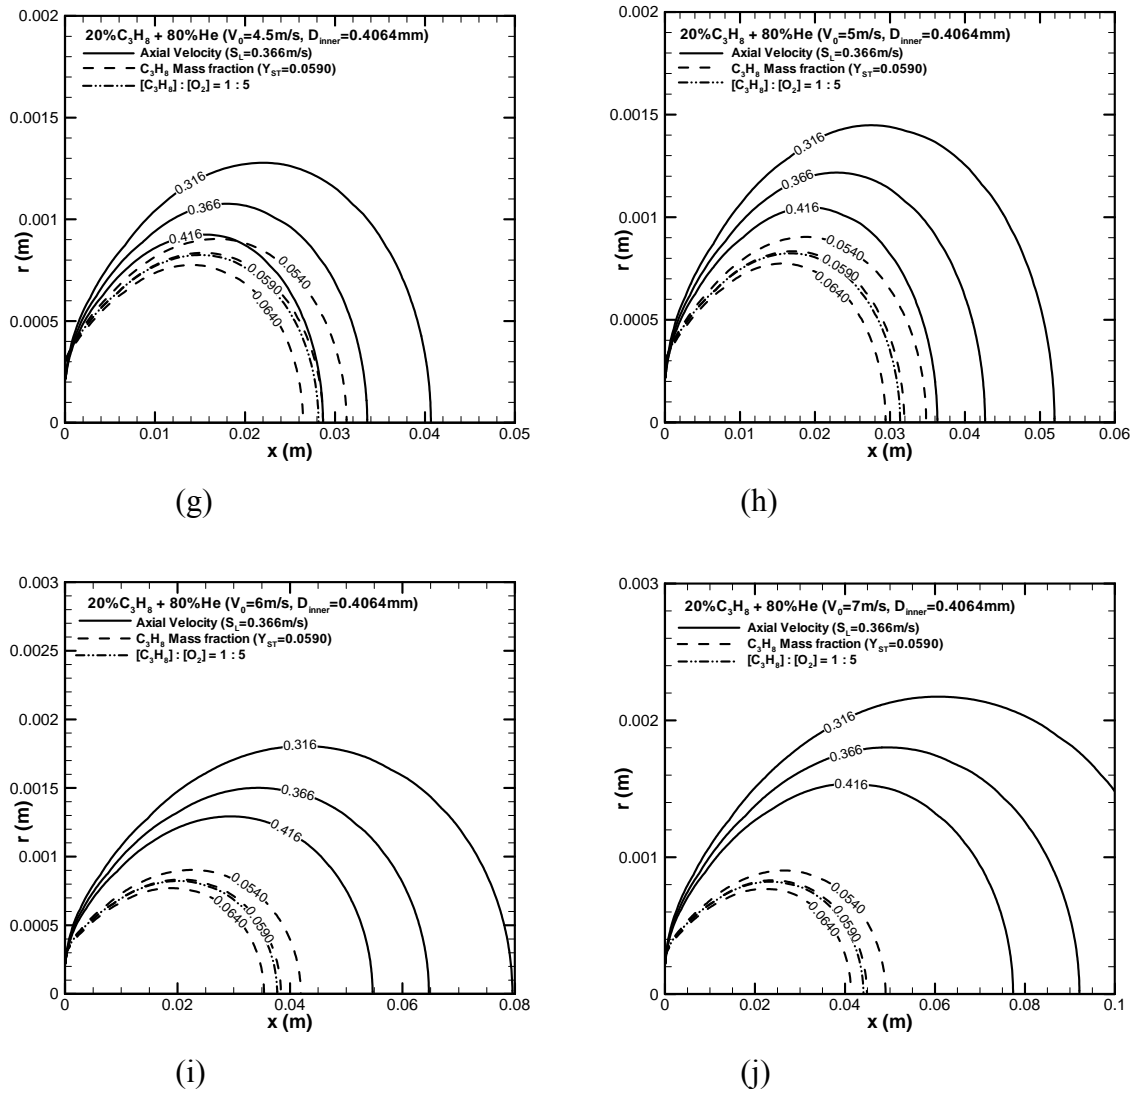 0.002
20%C3H8 + 80%He (V0=4.5m/s, Dinner=0.4064mm)
Axial Velocity (SL=0.366m/s)
C3H8 Mass fraction (YST=0.0590)
[C3H8] : [O2] = 1 : 5
0.0015
0.316
0.001
0.366
0.416
0.0540
0.0590
0.0640
r (m)
0.0005
0
0 0.01 0.02 0.03 0.04 0.05
x (m)
(g)
0.002
20%C3H8 + 80%He (V0=5m/s, Dinner=0.4064mm)
Axial Velocity (SL=0.366m/s)
C3H8 Mass fraction (YST=0.0590)
[C3H8] : [O2] = 1 : 5
0.0015
0.316
0.366
0.001
0.416
0.0540
0.0590
0.0640
r (m)
0.0005
0
0 0.01 0.02 0.03 0.04 0.05 0.06
x (m)
(h)
0.003
20%C3H8 + 80%He (V0=6m/s, Dinner=0.4064mm)
Axial Velocity (SL=0.366m/s)
C3H8 Mass fraction (YST=0.0590)
[C3H8] : [O2] = 1 : 5
0.0025
0.002
0.316
0.0015
0.366
0.416
r (m)
0.001
0.0540
0.0590
0.0640
0.0005
0
0 0.02 0.04 0.06 0.08
x (m)
(i)
0.003
20%C3H8 + 80%He (V0=7m/s, Dinner=0.4064mm)
Axial Velocity (SL=0.366m/s)
C3H8 Mass fraction (YST=0.0590)
[C3H8] : [O2] = 1 : 5
0.002
0.316
0.366
0.416
r (m)
0.001
0.0540
0.0590
0.0640
0
0 0.02 0.04 0.06 0.08 0.1
x (m)
(j)